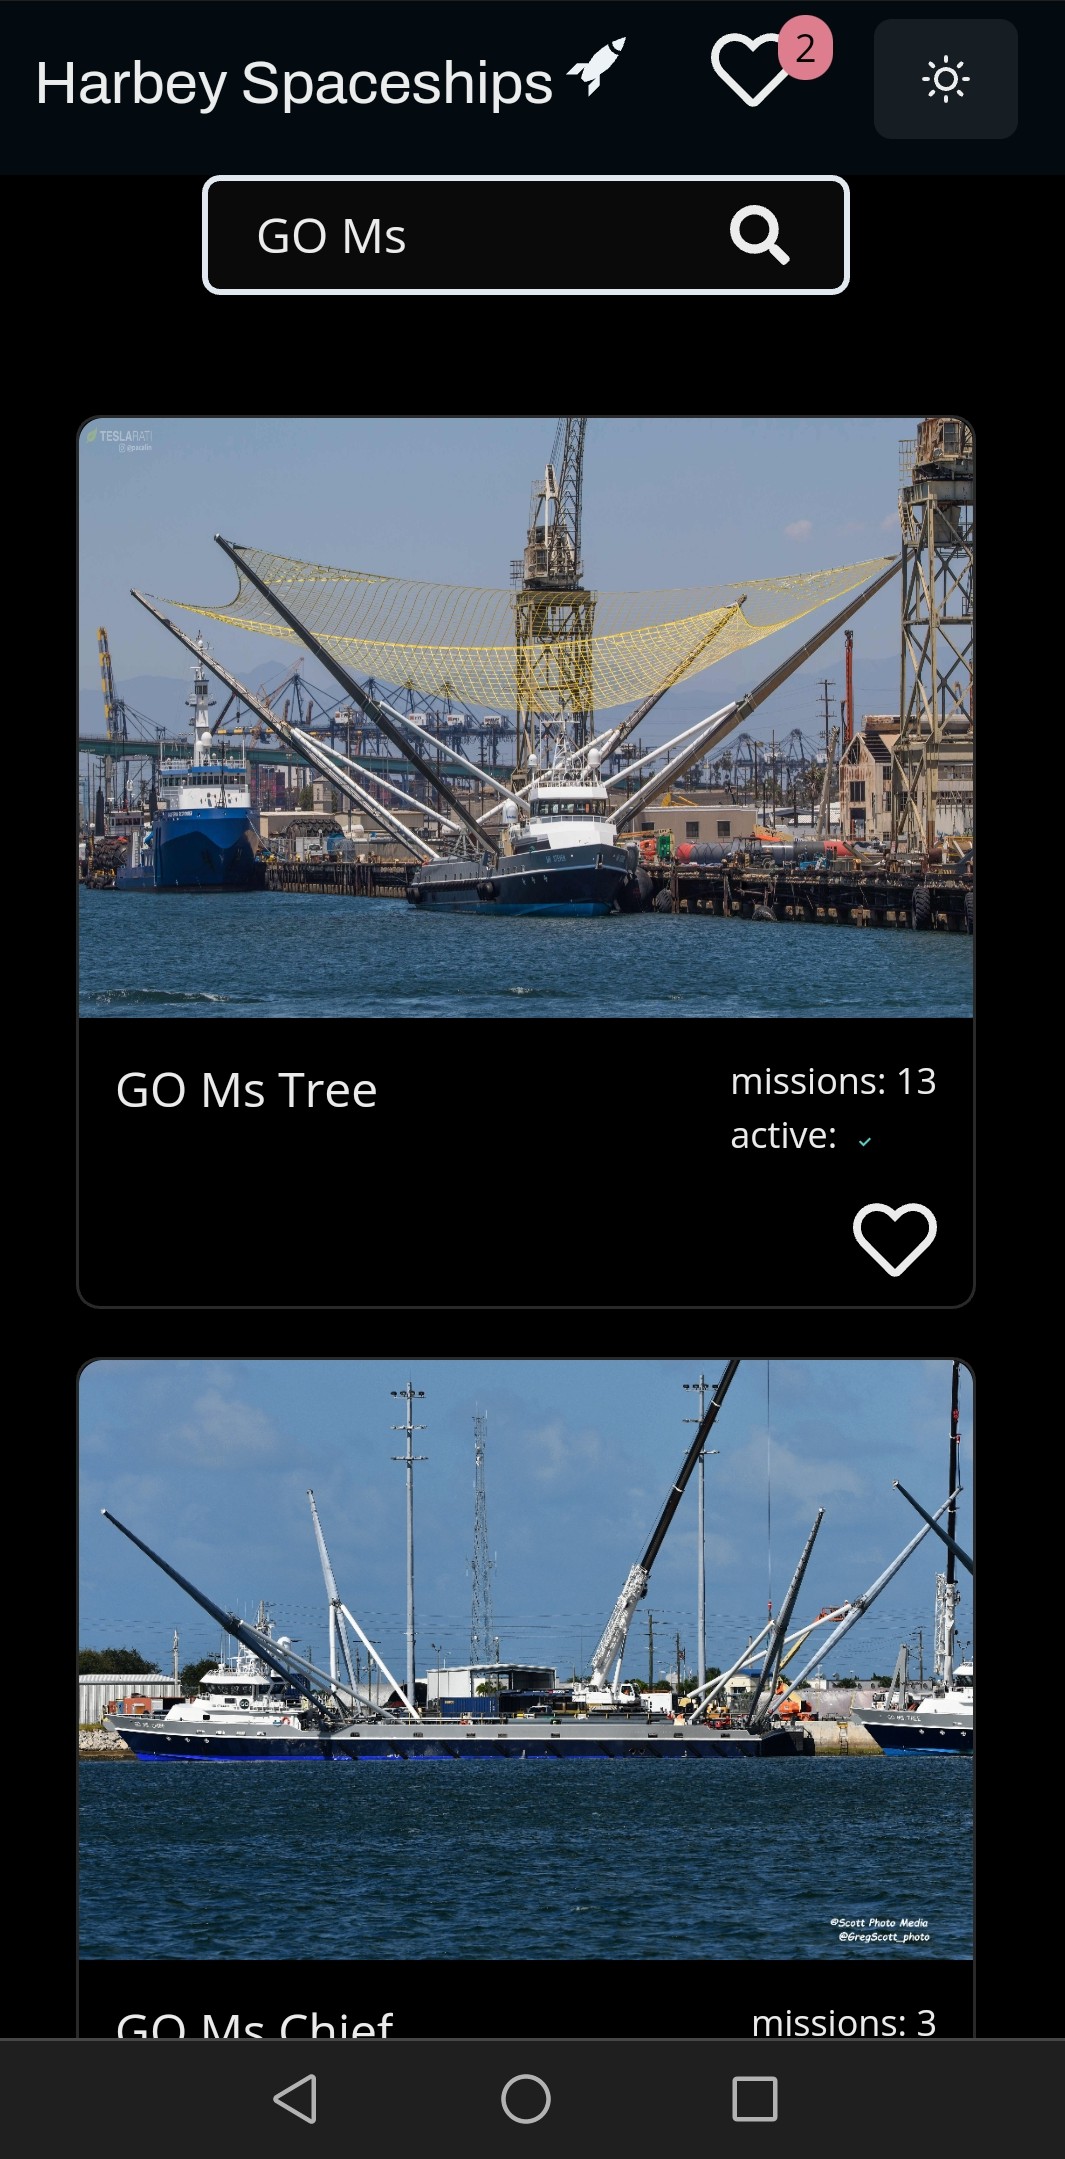 Harbey Spaceships
2
GO Ms
TESLARATI
GO Ms Tree
missions: 13
active:
©Scott Photo Media
@GregScott_photo
GO Ms Chief
missions: 3